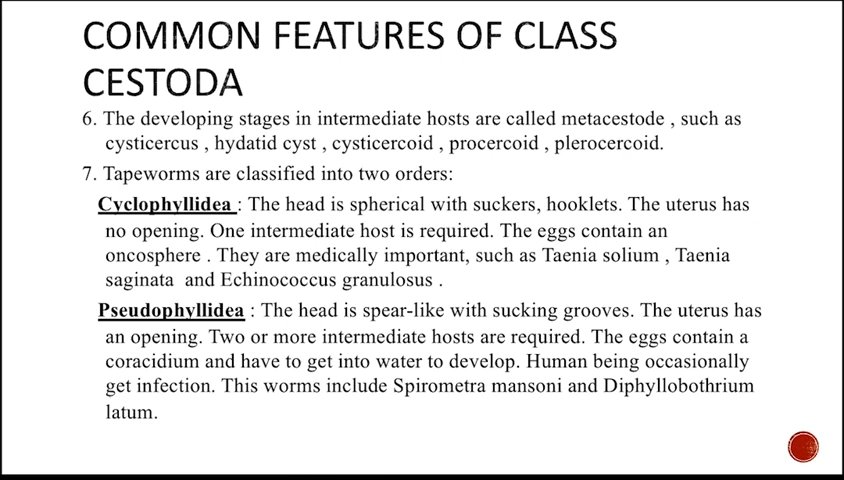 COMMON FEATURES OF CLASS
CESTODA
6. The developing stages in intermediate hosts are called metacestode , such as
cysticercus , hydatid cyst , cysticercoid , procercoid , plerocercoid.
7. Tapeworms are classified into two orders:
Cyclophyllidea : The head is spherical with suckers, hooklets. The uterus has
no opening. One intermediate host is required. The eggs contain an
oncosphere . They are medically important, such as Taenia solium , Taenia
saginata and Echinococcus granulosus .
Pseudophyllidea : The head is spear-like with sucking grooves. The uterus has
an opening. Two or more intermediate hosts are required. The eggs contain a
coracidium and have to get into water to develop. Human being occasionally
get infection. This worms include Spirometra mansoni and Diphyllobothrium
latum.